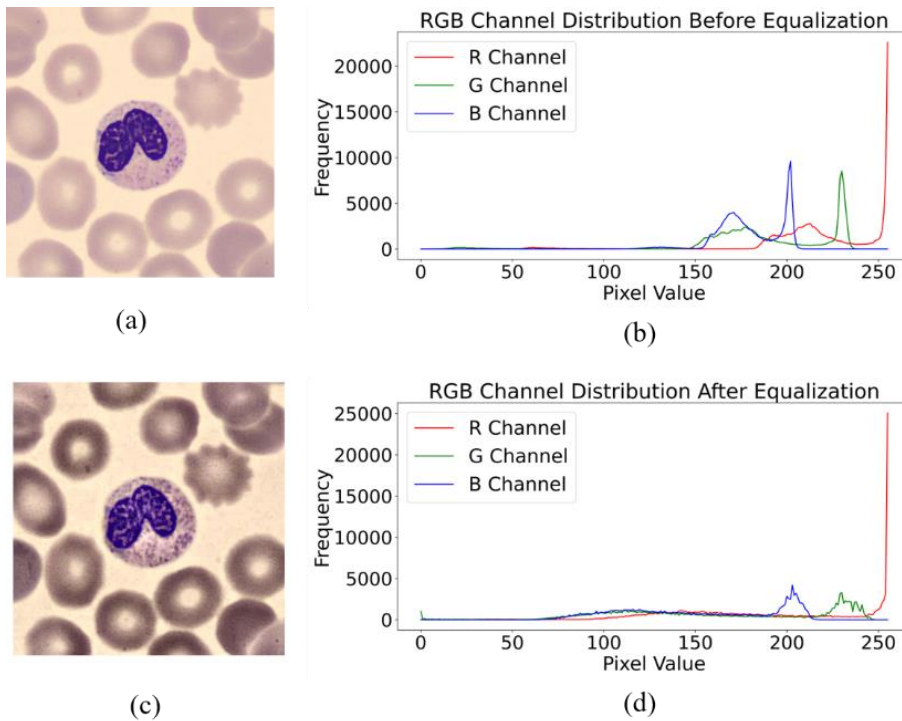 RGB Channel Distribution Before Equalization
R Channel
G Channel
B Channel
Frequency
20000
15000
10000
5000
0
0 50 100 150 200 250
Pixel Value
(a)
(b)
RGB Channel Distribution After Equalization
R Channel
G Channel
B Channel
Frequency
25000
20000
15000
10000
5000
0
0 50 100 150 200 250
Pixel Value
(c)
(d)